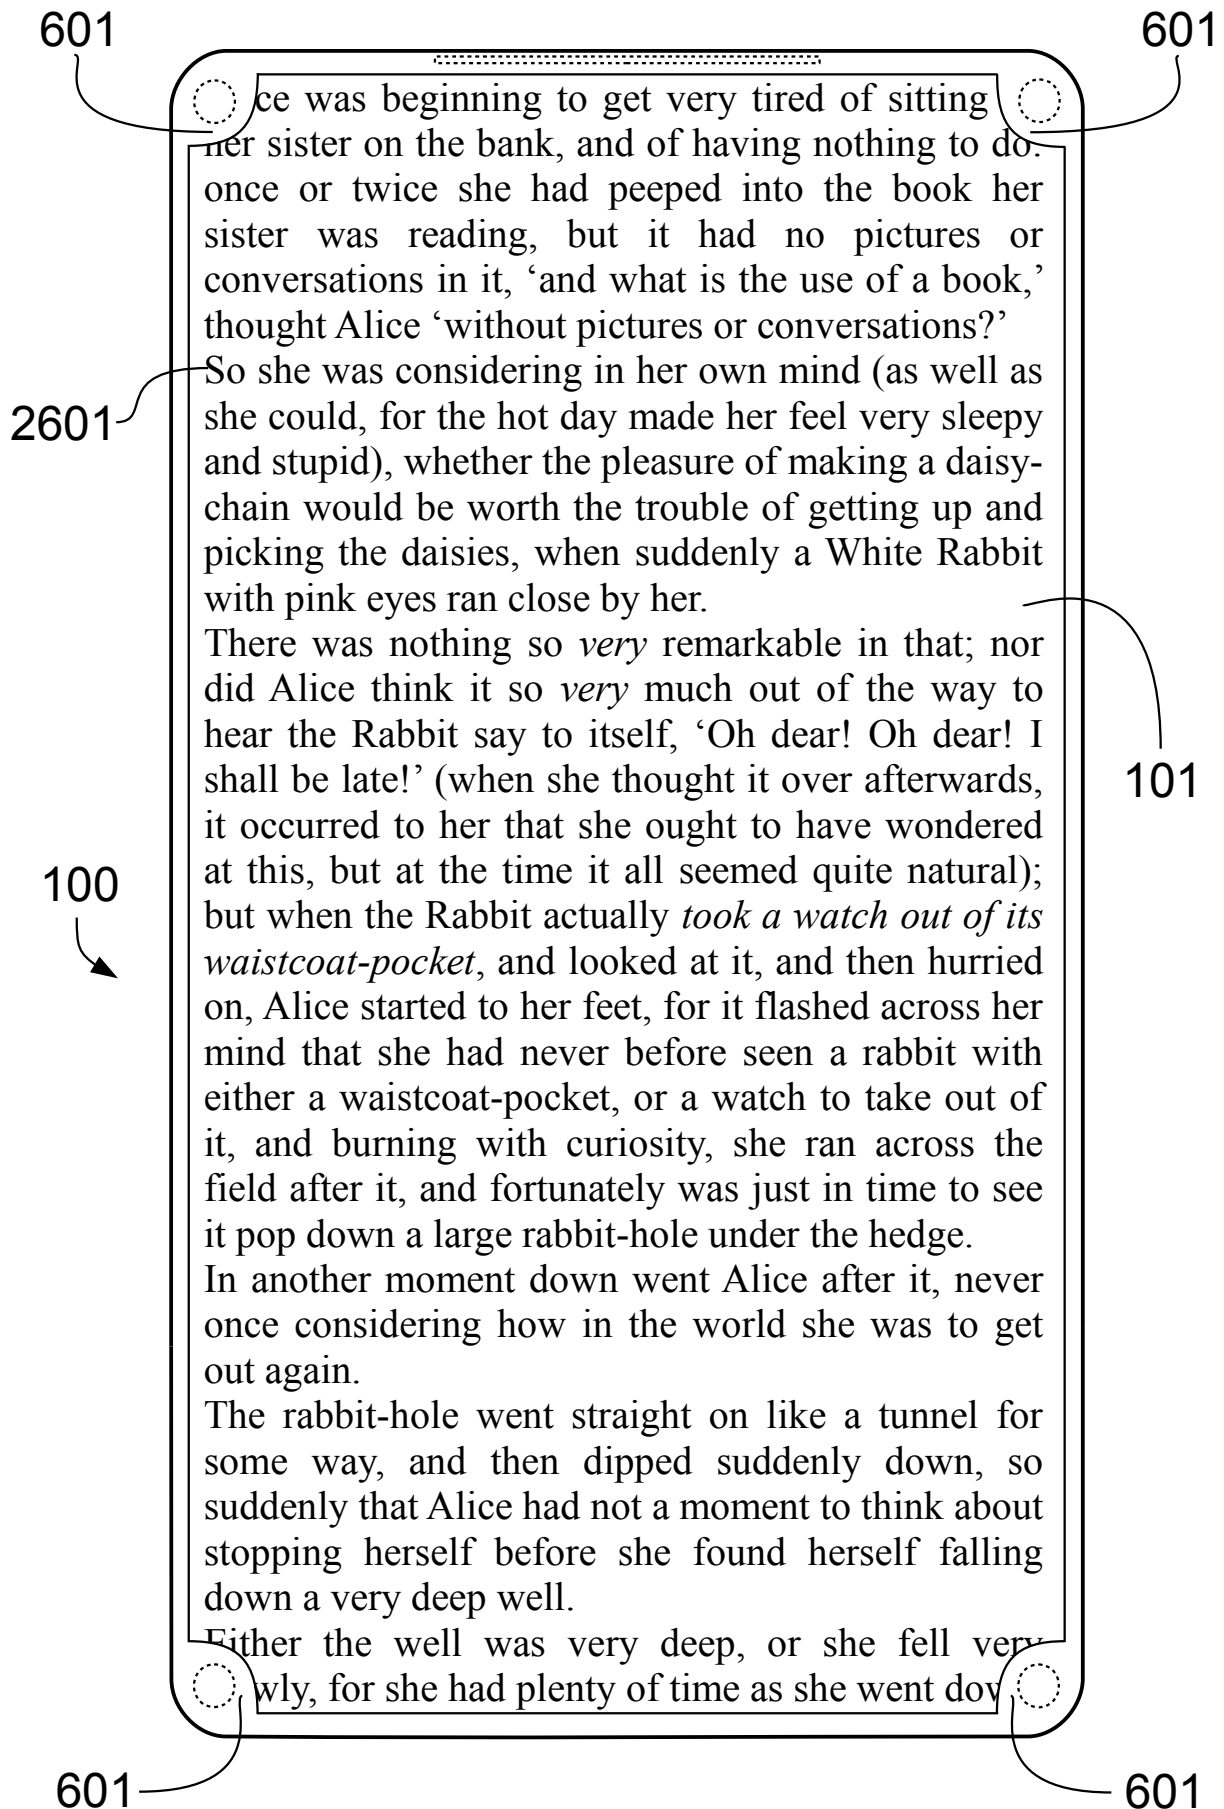 601 601
ce was beginning to get very tired of sitting
her sister on the bank, and of having nothing to do:
once or twice she had peeped into the book her
sister was reading, but it had no pictures or
conversations in it, ‘and what is the use of a book,’
thought Alice ‘without pictures or conversations?’
So she was considering in her own mind (as well as
she could, for the hot day made her feel very sleepy
2601
and stupid), whether the pleasure of making a daisy-
chain would be worth the trouble of getting up and
picking the daisies, when suddenly a White Rabbit
with pink eyes ran close by her.
There was nothing so very remarkable in that; nor
did Alice think it so very much out of the way to
hear the Rabbit say to itself, ‘Oh dear! Oh dear! I
shall be late!’ (when she thought it over afterwards,
101
it occurred to her that she ought to have wondered
at this, but at the time it all seemed quite natural);
100
but when the Rabbit actually took a watch out of its
waistcoat-pocket, and looked at it, and then hurried
on, Alice started to her feet, for it flashed across her
mind that she had never before seen a rabbit with
either a waistcoat-pocket, or a watch to take out of
it, and burning with curiosity, she ran across the
field after it, and fortunately was just in time to see
it pop down a large rabbit-hole under the hedge.
In another moment down went Alice after it, never
once considering how in the world she was to get
out again.
The rabbit-hole went straight on like a tunnel for
some way, and then dipped suddenly down, so
suddenly that Alice had not a moment to think about
stopping herself before she found herself falling
down a very deep well.
Either the well was very deep, or she fell very
wly, for she had plenty of time as she went dow
601 601